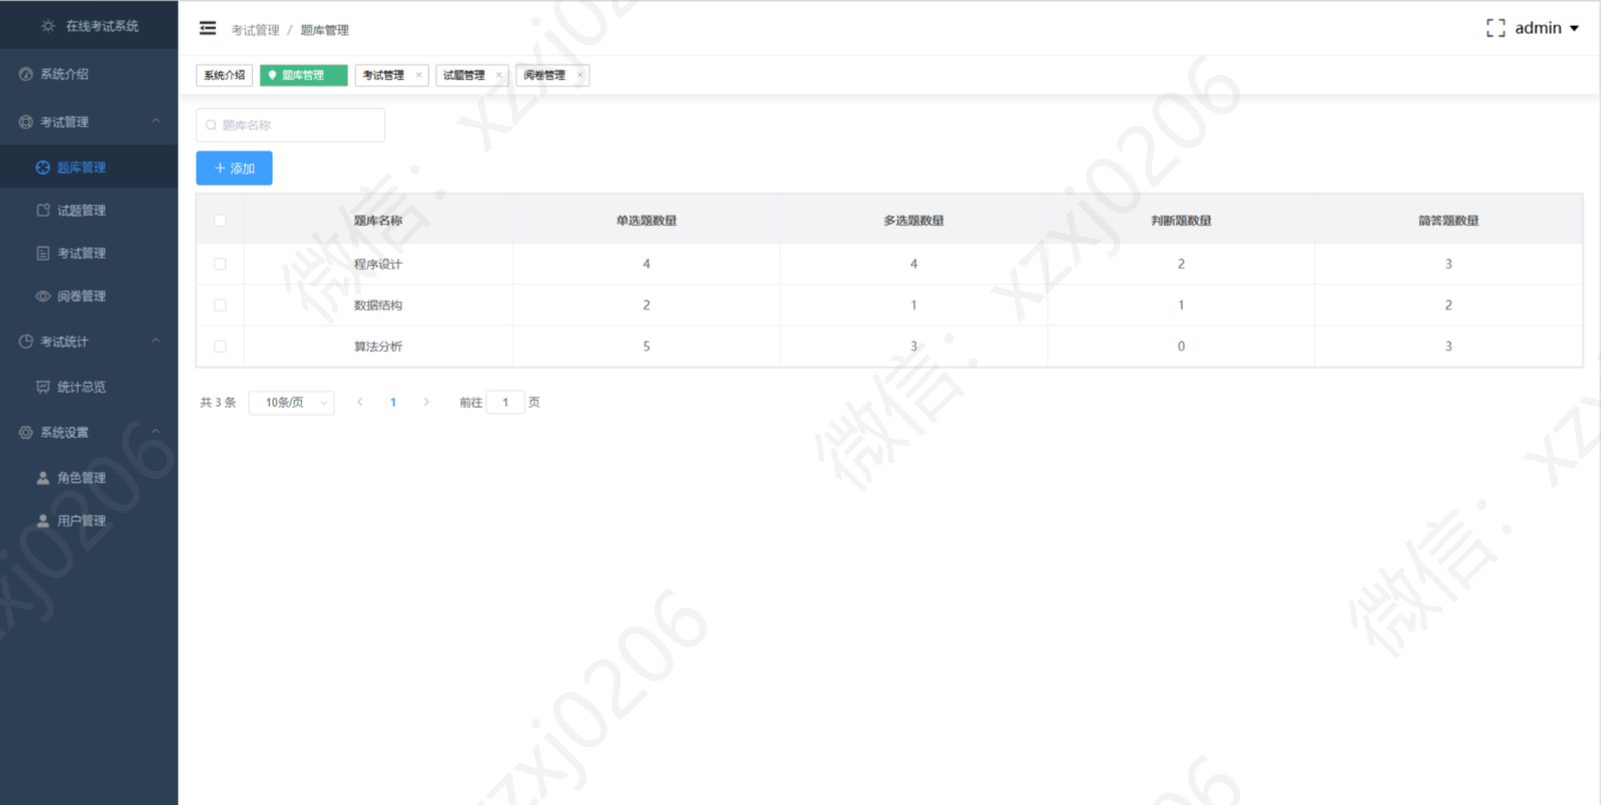 在线考试系统
系统介绍
考试管理
题库管理
试题管理
考试管理
阅卷管理
考试统计
统计总览
系统设置
角色管理
用户管理
考试管理 / 题库管理
admin
系统介绍 题库管理 考试管理 × 试题管理 × 阅卷管理 ×
题库名称
+ 添加
题库名称 单选题数量 多选题数量 判断题数量 简答题数量
程序设计 4 4 2 3
数据结构 2 1 1 2
算法分析 5 3 0 3
共 3 条 10条/页 < 1 > 前往 1 页
微信：xzxj0206
微信：xzxj0206
微信：xz
xzxj0206
zxj0206
06